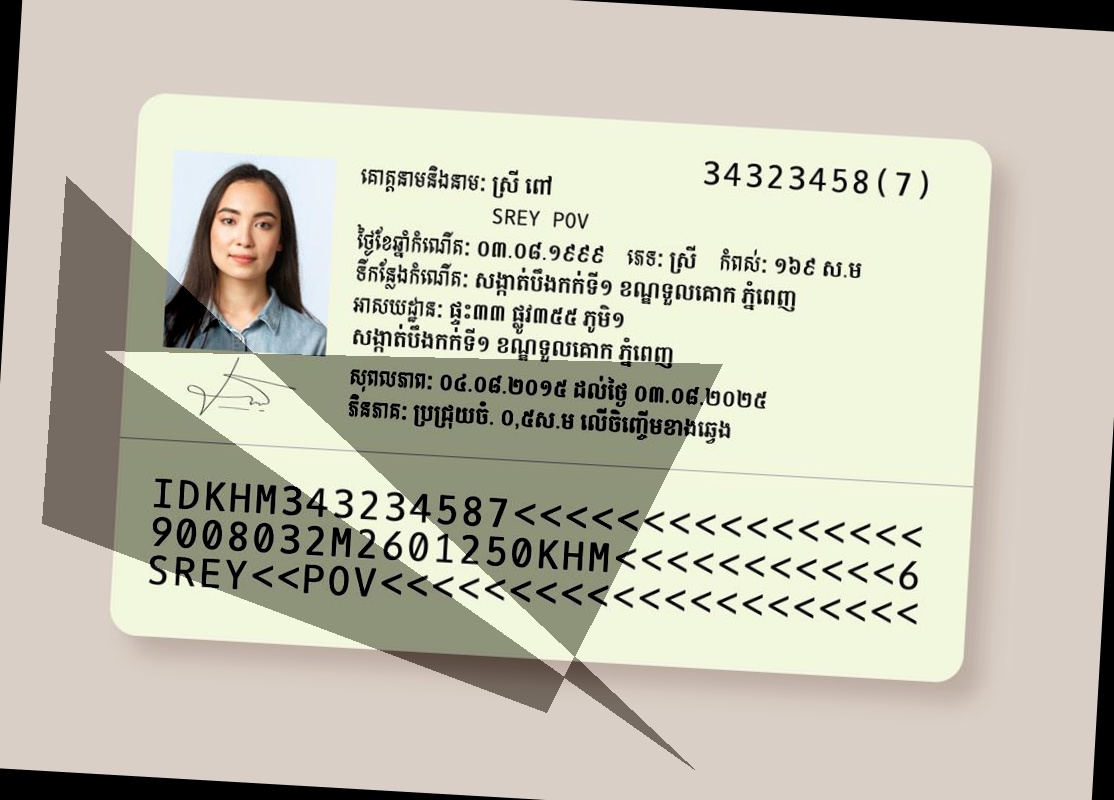 34323458(7)
គោត្តនាមនិងនាម: ស្រី ពៅ
SREY POV
ថ្ងៃខែឆ្នាំកំណើត: ០៣.០៨.១៩៩៩ ភេទ: ស្រី កំពស់: ១៦៩ ស.ម
ទីកន្លែងកំណើត: សង្កាត់បឹងកក់ទី១ ខណ្ឌទួលគោក ភ្នំពេញ
អាសយដ្ឋាន: ផ្ទះ៣៣ ផ្លូវ៣៥៥ ភូមិ១
សង្កាត់បឹងកក់ទី១ ខណ្ឌទួលគោក ភ្នំពេញ
សុពលភាព: ០៤.០៨.២០១៥ ដល់ថ្ងៃ ០៣.០៨.២០២៥
ភិនភាគ: ប្រជ្រុយចំ. ០,៥ស.ម លើចិញ្ចើមខាងឆ្វេង
IDKHM343234587<<<<<<<<<<<<<<<<
9008032M2601250KHM<<<<<<<<<<<6
SREY<<POV<<<<<<<<<<<<<<<<<<<<<